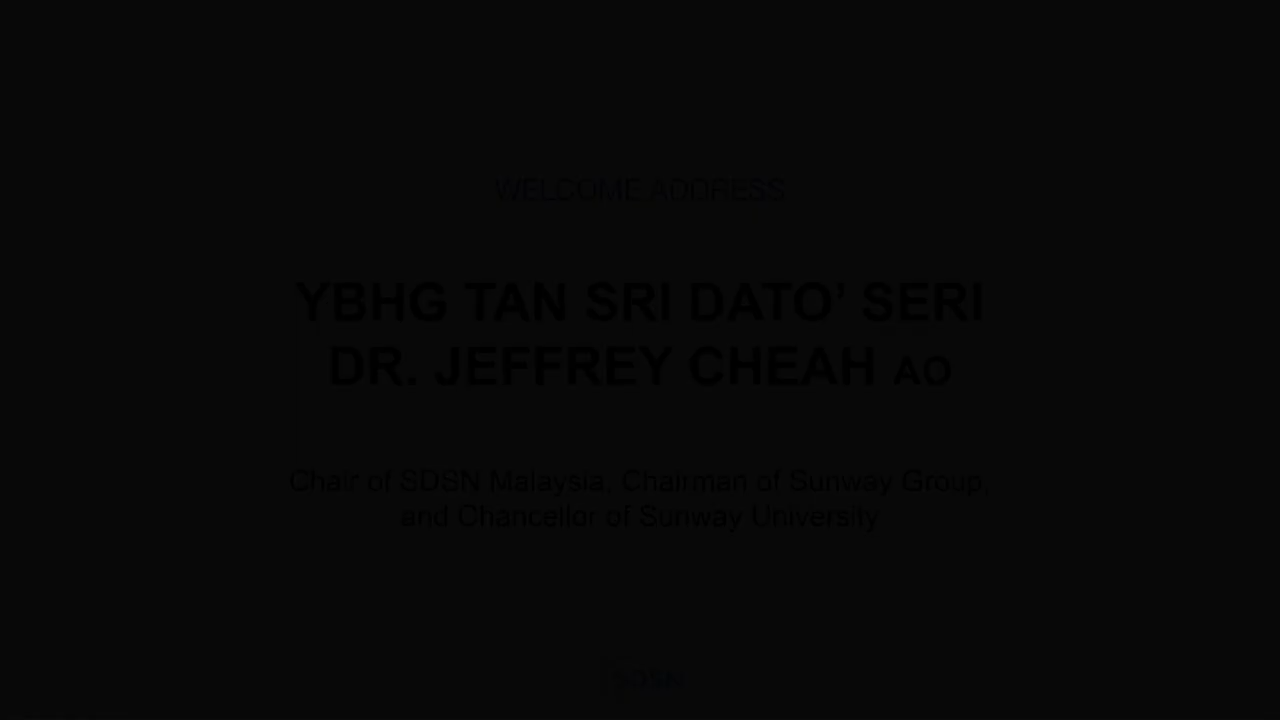 WELCOME ADDRESS
YBHG TAN SRI DATO’ SERI
DR. JEFFREY CHEAH AO
Chair of SDSN Malaysia, Chairman of Sunway Group,
and Chancellor of Sunway University
SDSN